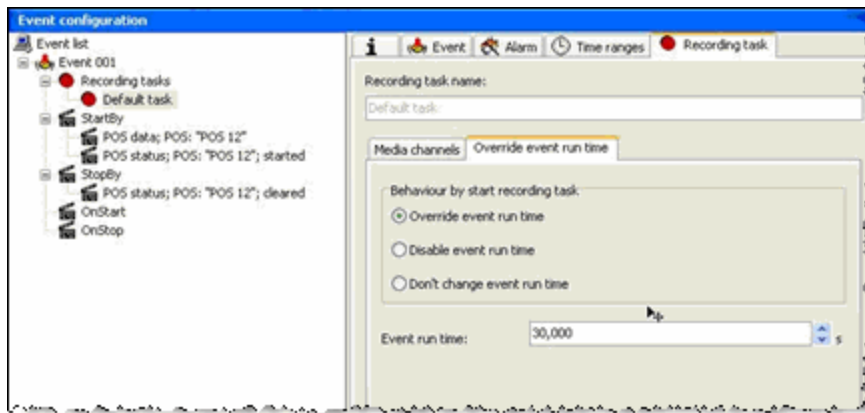 Event configuration
Event list
Event 001
Recording tasks
Default task
StartBy
POS data; POS: "POS 12"
POS status; POS: "POS 12"; started
StopBy
POS status; POS: "POS 12"; cleared
OnStart
OnStop
i Event Alarm Time ranges Recording task
Recording task name:
Default task
Media channels Override event run time
Behaviour by start recording task
Override event run time
Disable event run time
Don't change event run time
Event run time: 30,000 s